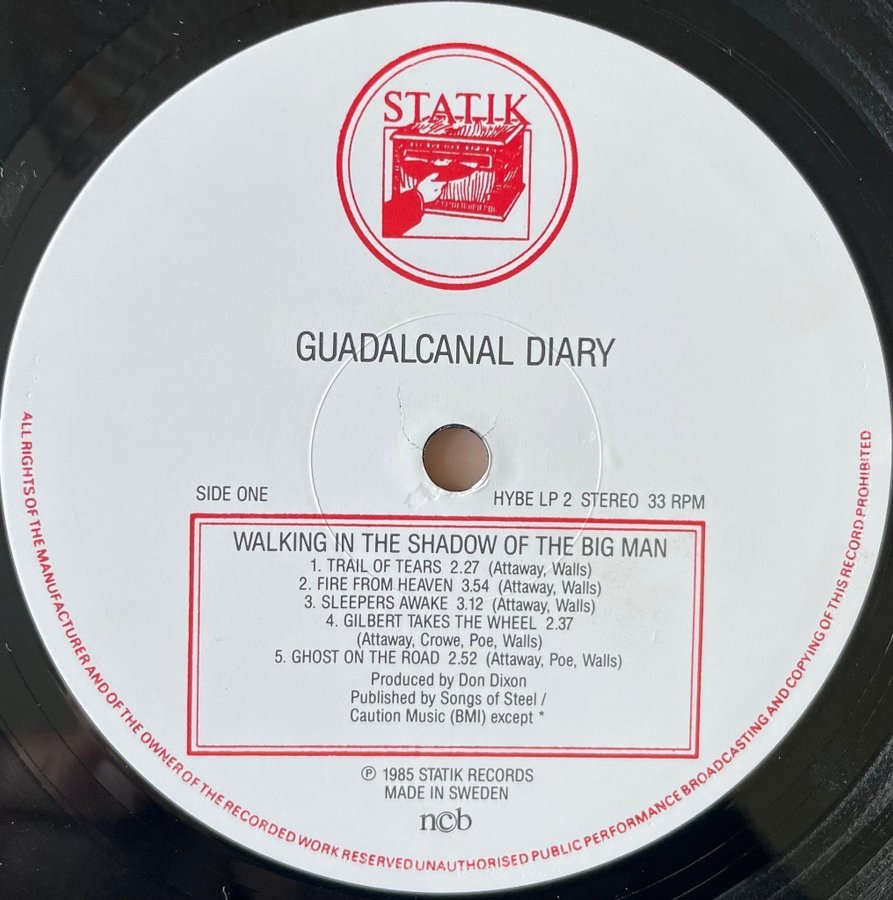 STATIK
GUADALCANAL DIARY
SIDE ONE
HYBE LP 2 STEREO 33 RPM
WALKING IN THE SHADOW OF THE BIG MAN
1. TRAIL OF TEARS 2.27 (Attaway, Walls)
2. FIRE FROM HEAVEN 3.54 (Attaway, Walls)
3. SLEEPERS AWAKE 3.12 (Attaway, Walls)
4. GILBERT TAKES THE WHEEL 2.37
(Attaway, Crowe, Poe, Walls)
5. GHOST ON THE ROAD 2.52 (Attaway, Poe, Walls)
Produced by Don Dixon
Published by Songs of Steel /
Caution Music (BMI) except *
℗ 1985 STATIK RECORDS
MADE IN SWEDEN
ncb
ALL RIGHTS OF THE MANUFACTURER AND OF THE OWNER OF THE RECORDED WORK RESERVED UNAUTHORISED PUBLIC PERFORMANCE BROADCASTING AND COPYING OF THIS RECORD PROHIBITED